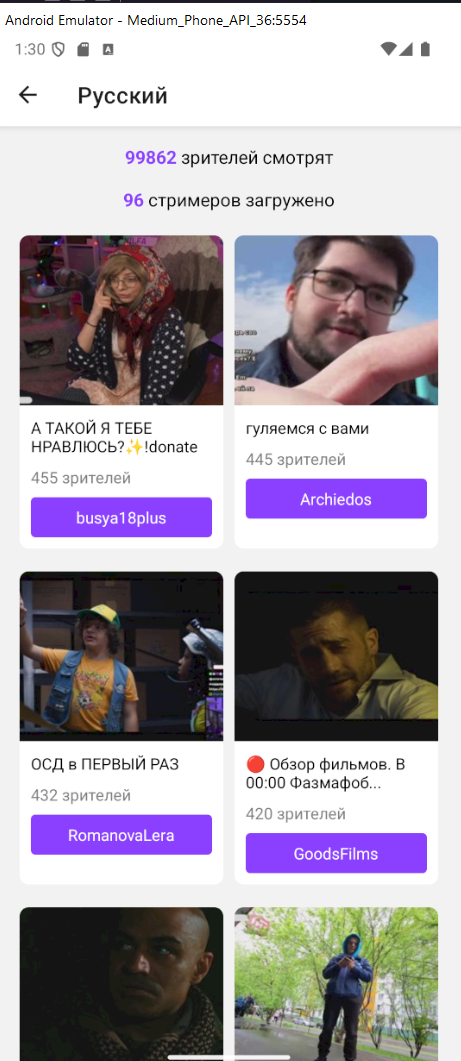 Android Emulator - Medium_Phone_API_36:5554
1:30
Русский
99862 зрителей смотрят
96 стримеров загружено
А ТАКОЙ Я ТЕБЕ
НРАВЛЮСЬ?✨!donate
455 зрителей
busya18plus
гуляемся с вами
445 зрителей
Archiedos
ОСД в ПЕРВЫЙ РАЗ
432 зрителей
RomanovaLera
🔴 Обзор фильмов. В
00:00 Фазмафоб...
420 зрителей
GoodsFilms